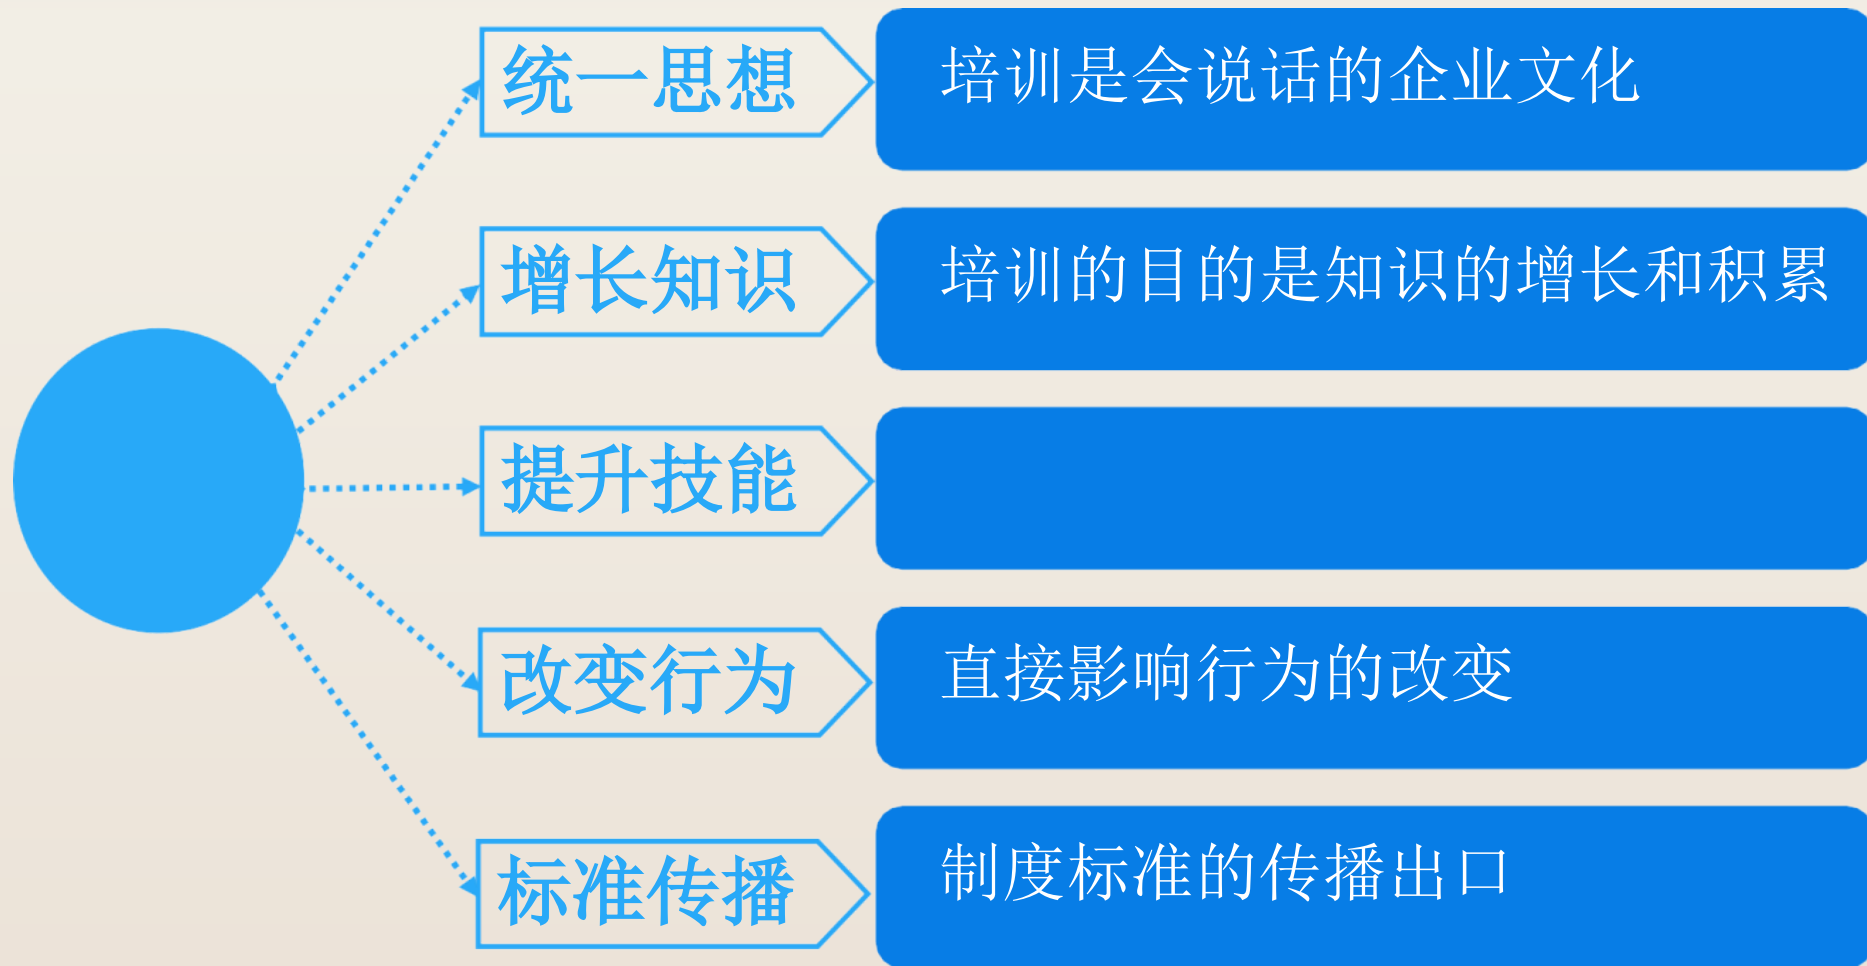 统一思想
培训是会说话的企业文化
增长知识
培训的目的是知识的增长和积累
提升技能
改变行为
直接影响行为的改变
标准传播
制度标准的传播出口